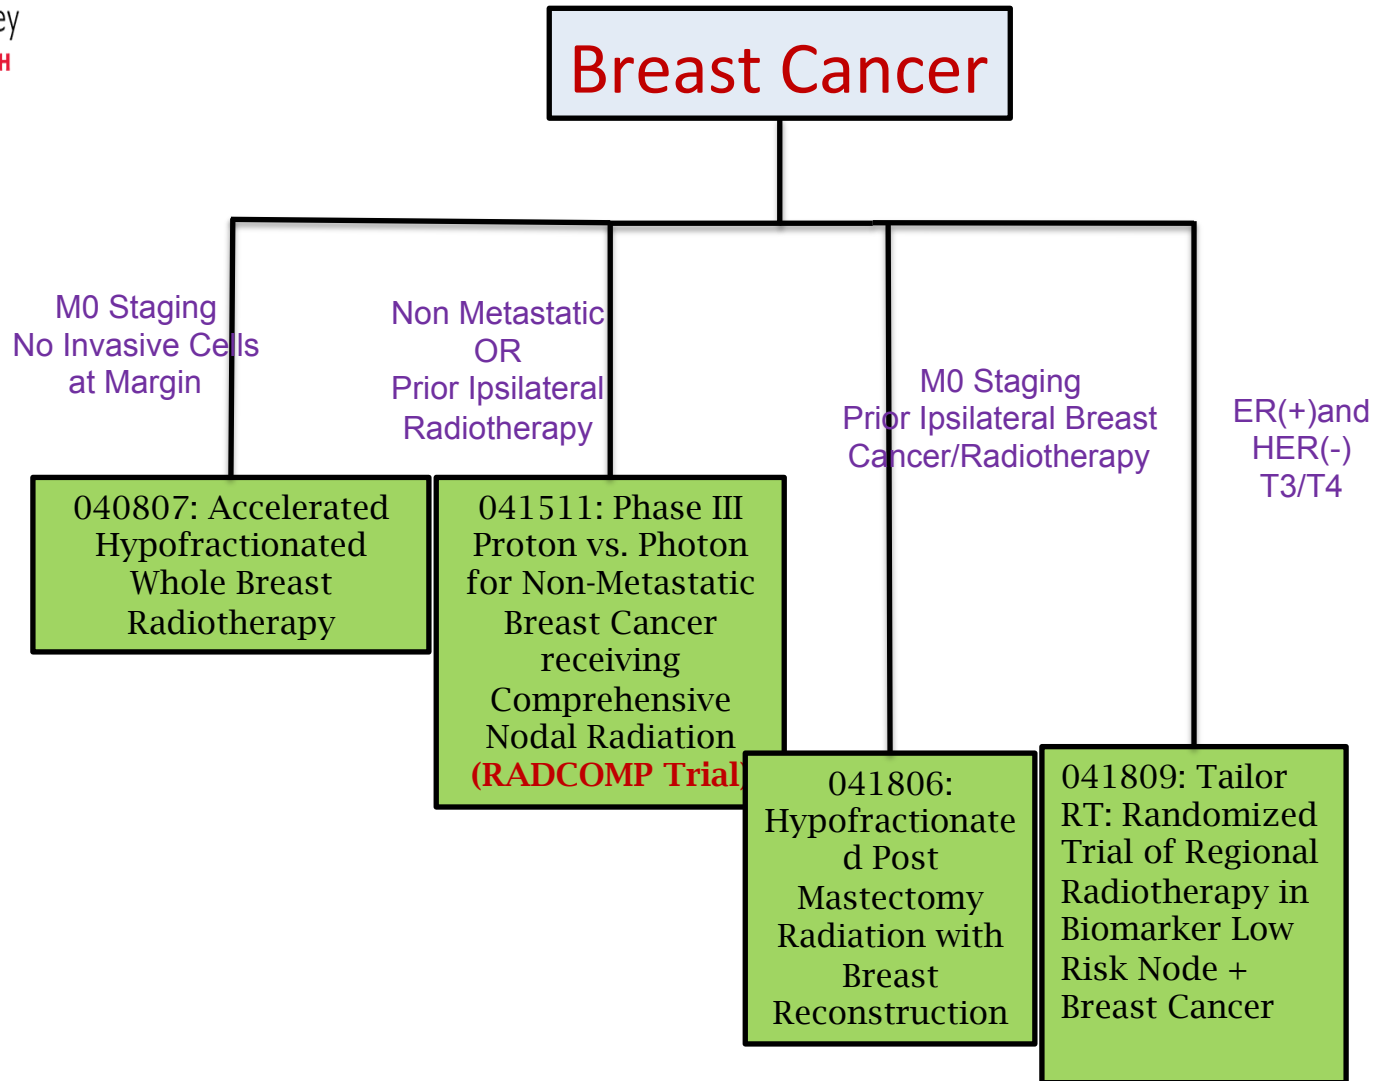 Breast Cancer
M0 Staging
No Invasive Cells
at Margin
Non Metastatic
OR
Prior Ipsilateral
Radiotherapy
M0 Staging
Prior Ipsilateral Breast
Cancer/Radiotherapy
ER(+)and
HER(-)
T3/T4
040807: Accelerated
Hypofractionated
Whole Breast
Radiotherapy
041511: Phase III
Proton vs. Photon
for Non-Metastatic
Breast Cancer
receiving
Comprehensive
Nodal Radiation
(RADCOMP Trial)
041806:
Hypofractionate
d Post
Mastectomy
Radiation with
Breast
Reconstruction
041809: Tailor
RT: Randomized
Trial of Regional
Radiotherapy in
Biomarker Low
Risk Node +
Breast Cancer